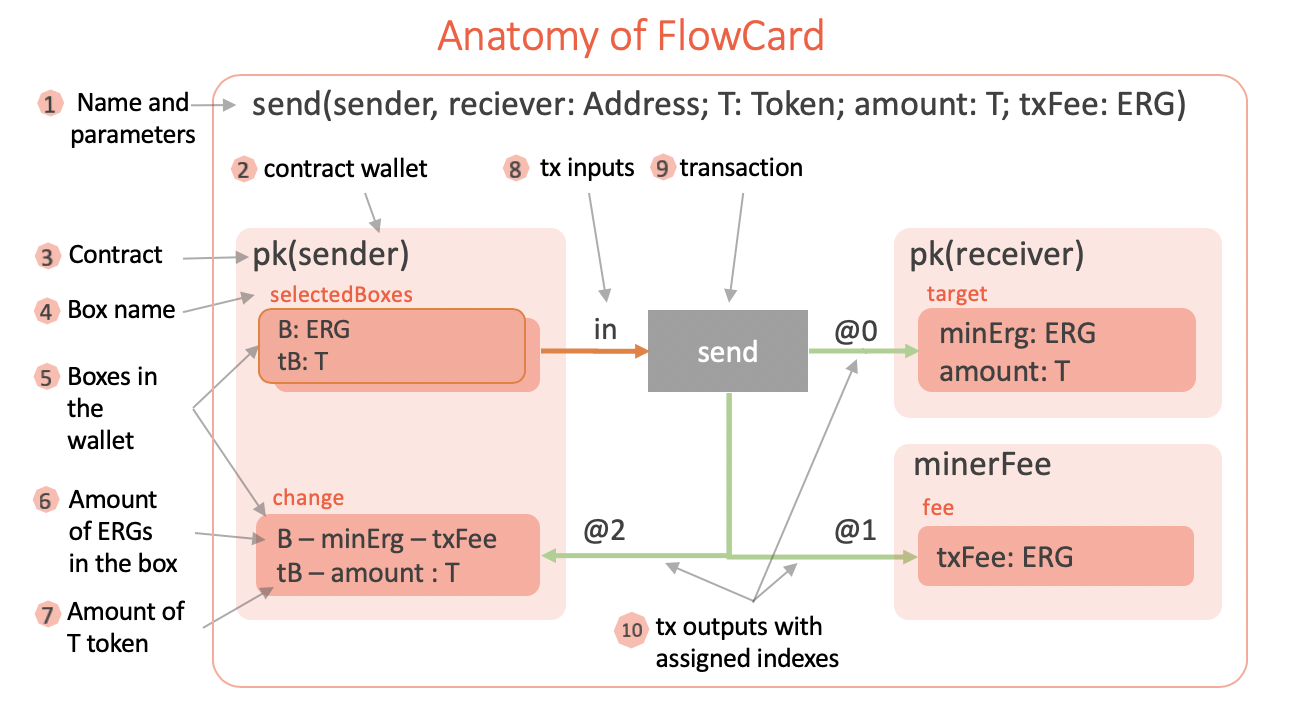 Anatomy of FlowCard
1 Name and
parameters
send(sender, reciever: Address; T: Token; amount: T; txFee: ERG)
2 contract wallet
8 tx inputs
9 transaction
3 Contract
pk(sender)
pk(receiver)
4 Box name
selectedBoxes
target
B: ERG
tB: T
in
send
@0
minErg: ERG
amount: T
5 Boxes in
the
wallet
minerFee
6 Amount
of ERGs
in the box
change
fee
B – minErg – txFee
tB – amount : T
@2
@1
txFee: ERG
7 Amount of
T token
10 tx outputs with
assigned indexes